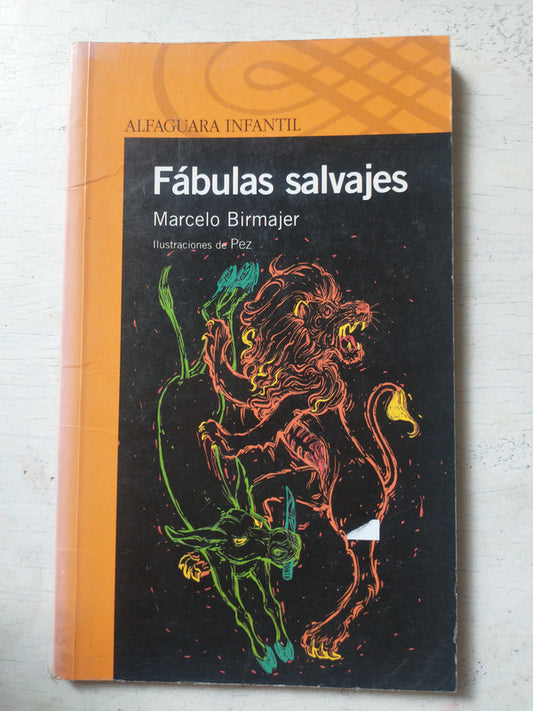 ALFAGUARA INFANTIL
Fábulas salvajes
Marcelo Birmajer
Ilustraciones de Pez